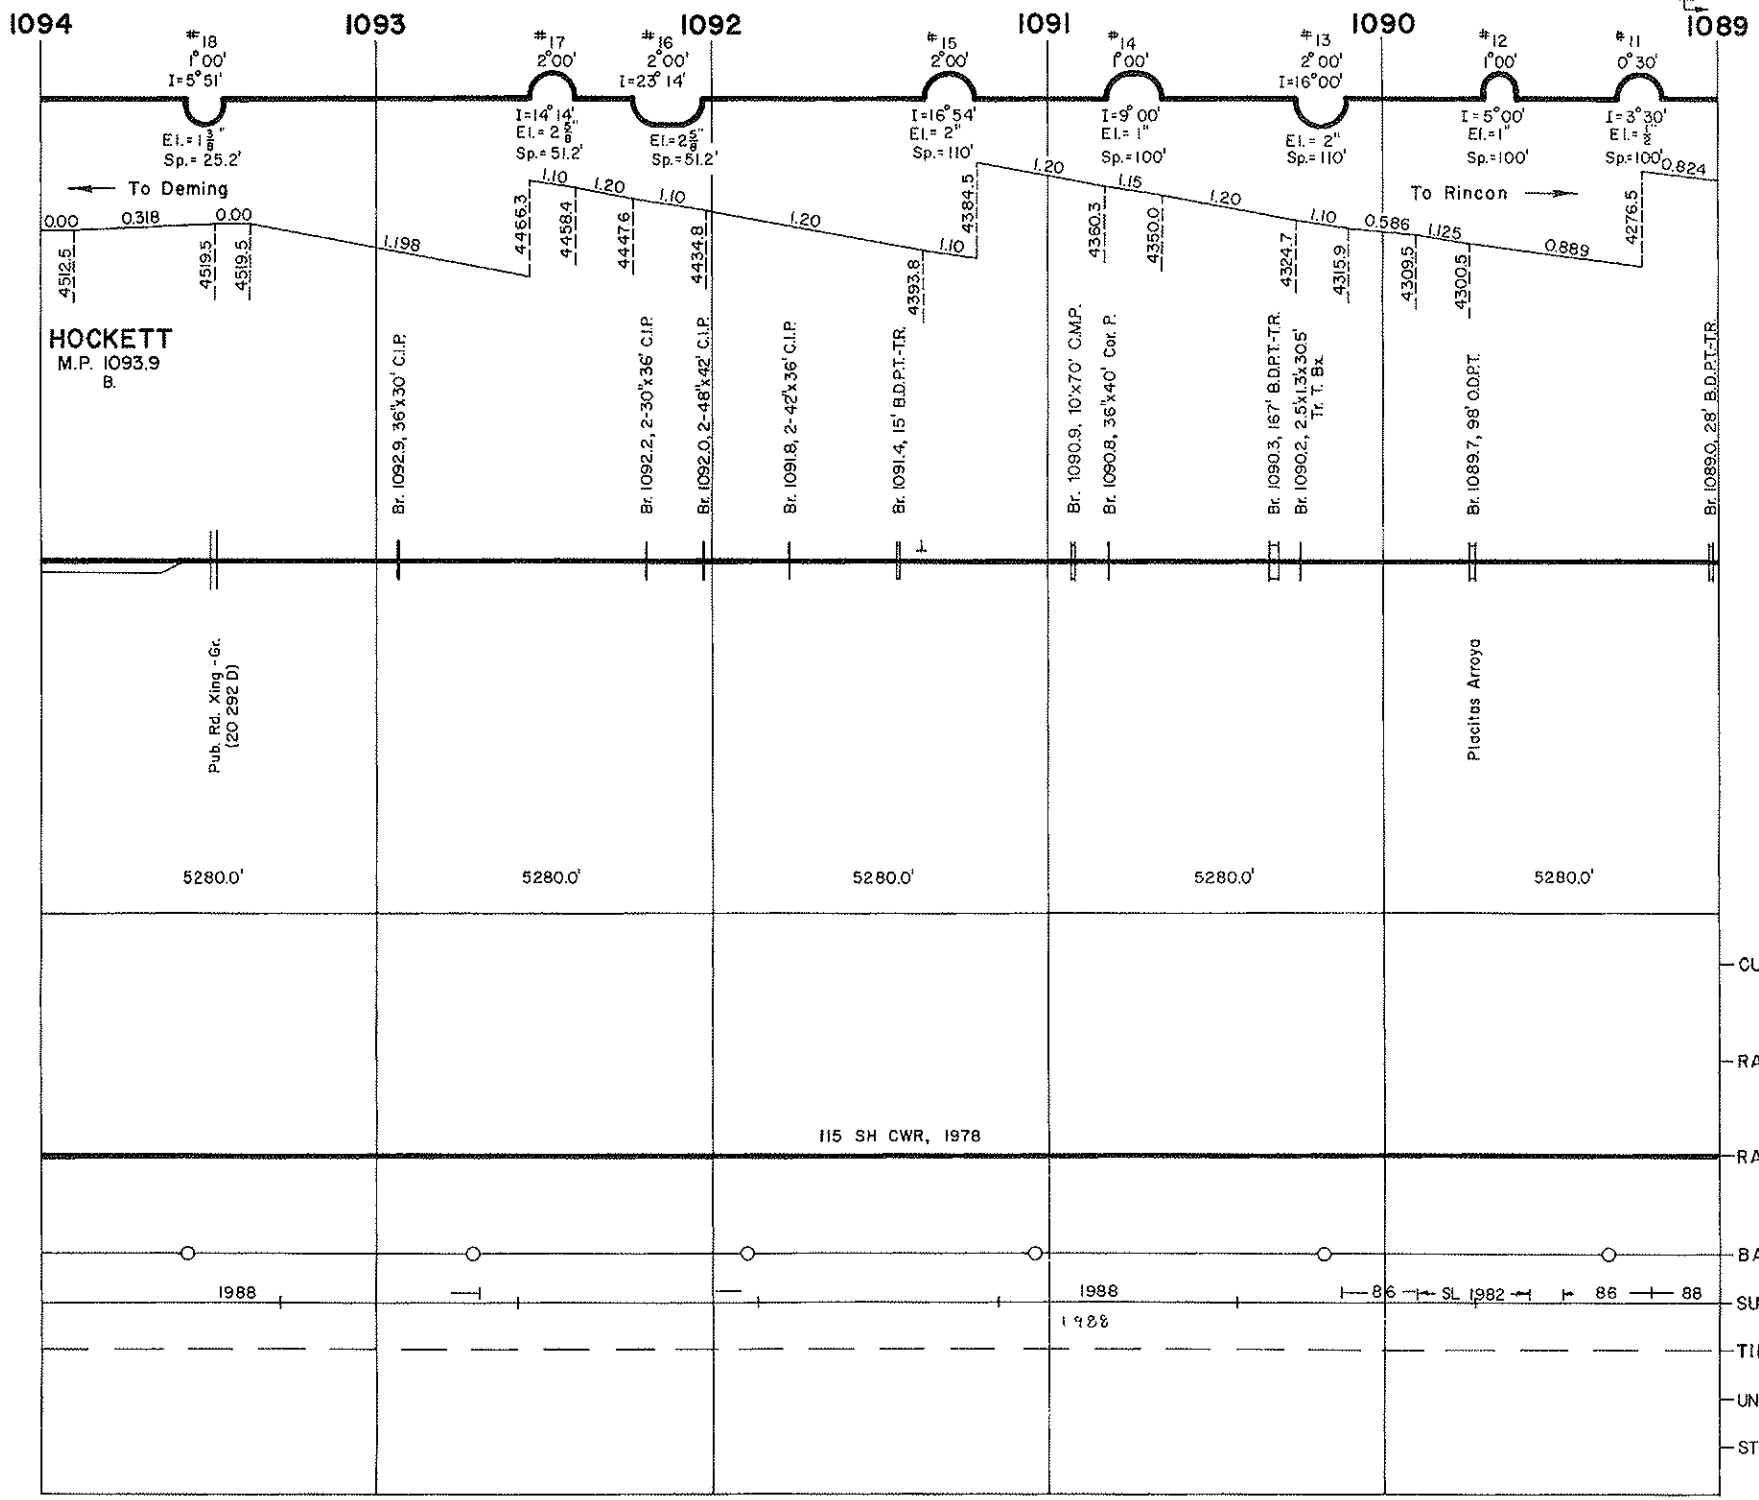 1094
1093
1092
1091
1090
1089
#18
1°00'
I=5°51'
El.=1 3/8"
Sp.=25.2'
#17
2°00'
I=14°14'
El.=2 5/8"
Sp.=51.2'
#16
2°00'
I=23°14'
El.=2 5/8"
Sp.=51.2'
#15
2°00'
I=16°54'
El.=2"
Sp.=110'
#14
1°00'
I=9°00'
El.=1"
Sp.=100'
#13
2°00'
I=16°00'
El.=2"
Sp.=110'
#12
1°00'
I=5°00'
El.=1"
Sp.=100'
#11
0°30'
I=3°30'
El.=½"
Sp.=100'
To Deming
To Rincon
0.00
0.318
0.00
1.198
1.10
1.20
1.10
1.20
1.10
1.20
1.15
1.20
1.10
0.586
1.125
0.889
0.824
4512.5
4519.5
4519.5
4466.3
4458.4
4447.6
4434.8
4393.8
4384.5
4360.3
4350.0
4324.7
4315.9
4309.5
4300.5
4276.5
HOCKETT
M.P. 1093.9
B.
Br. 1092.9, 36"x30' C.I.P.
Br. 1092.2, 2-30"x36' C.I.P.
Br. 1092.0, 2-48"x42' C.I.P.
Br. 1091.8, 2-42"x36' C.I.P.
Br. 1091.4, 15' B.D.P.T.-T.R.
Br. 1090.9, 10'x70' C.M.P.
Br. 1090.8, 36"x40' Cor. P.
Br. 1090.3, 167' B.D.P.T.-T.R.
Br. 1090.2, 2.5'x1.3'x30.5'
Tr. T. Bx.
Br. 1089.7, 98' O.D.P.T.
Br. 1089.0, 28' B.D.P.T.-T.R.
Pub. Rd. Xing - Gr.
(20 292 D)
Placitas Arroyo
5280.0'
5280.0'
5280.0'
5280.0'
5280.0'
CU
RA
115 SH CWR, 1978
RA
BA
1988
1988
86
SL 1982
86
88
SU
1988
TI
UN
ST